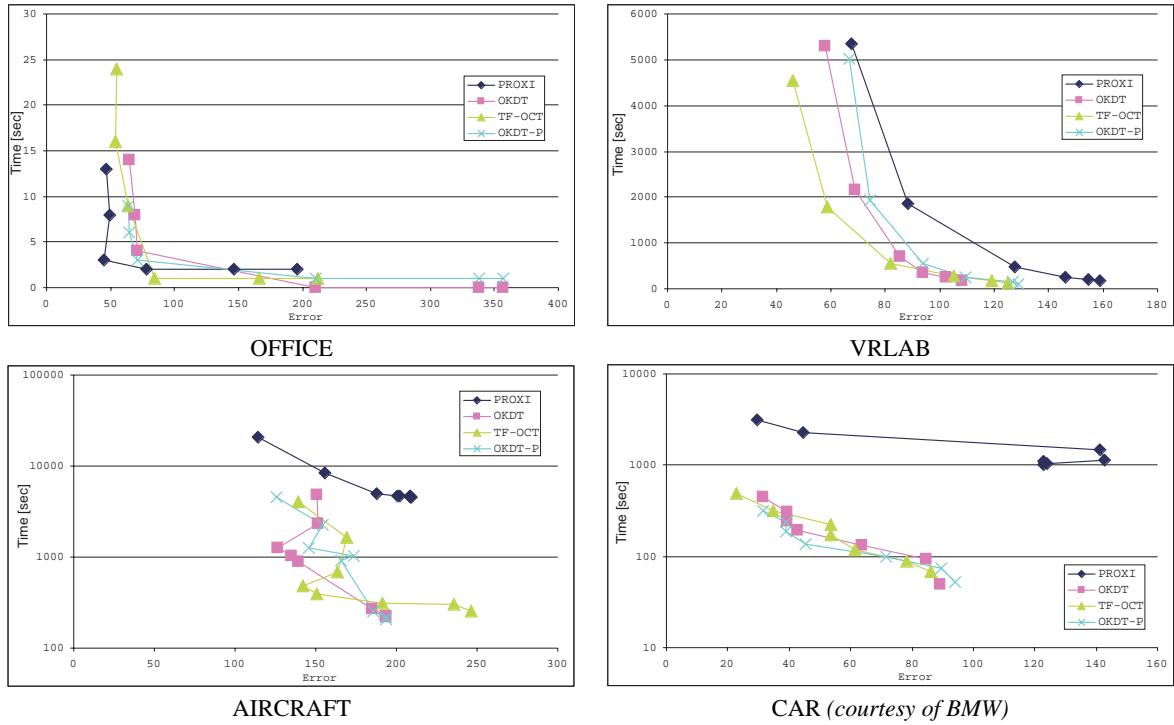 30
25
20
15
10
5
0
Time [sec]
0 50 100 150 200 250 300 350 400
Error
PROXI
OKDT
TF-OCT
OKDT-P
OFFICE
6000
5000
4000
3000
2000
1000
0
Time [sec]
0 20 40 60 80 100 120 140 160 180
Error
PROXI
OKDT
TF-OCT
OKDT-P
VRLAB
100000
10000
1000
100
Time [sec]
0 50 100 150 200 250 300
Error
PROXI
OKDT
TF-OCT
OKDT-P
AIRCRAFT
10000
1000
100
10
Time [sec]
0 20 40 60 80 100 120 140 160
Error
PROXI
OKDT
TF-OCT
OKDT-P
CAR (courtesy of BMW)